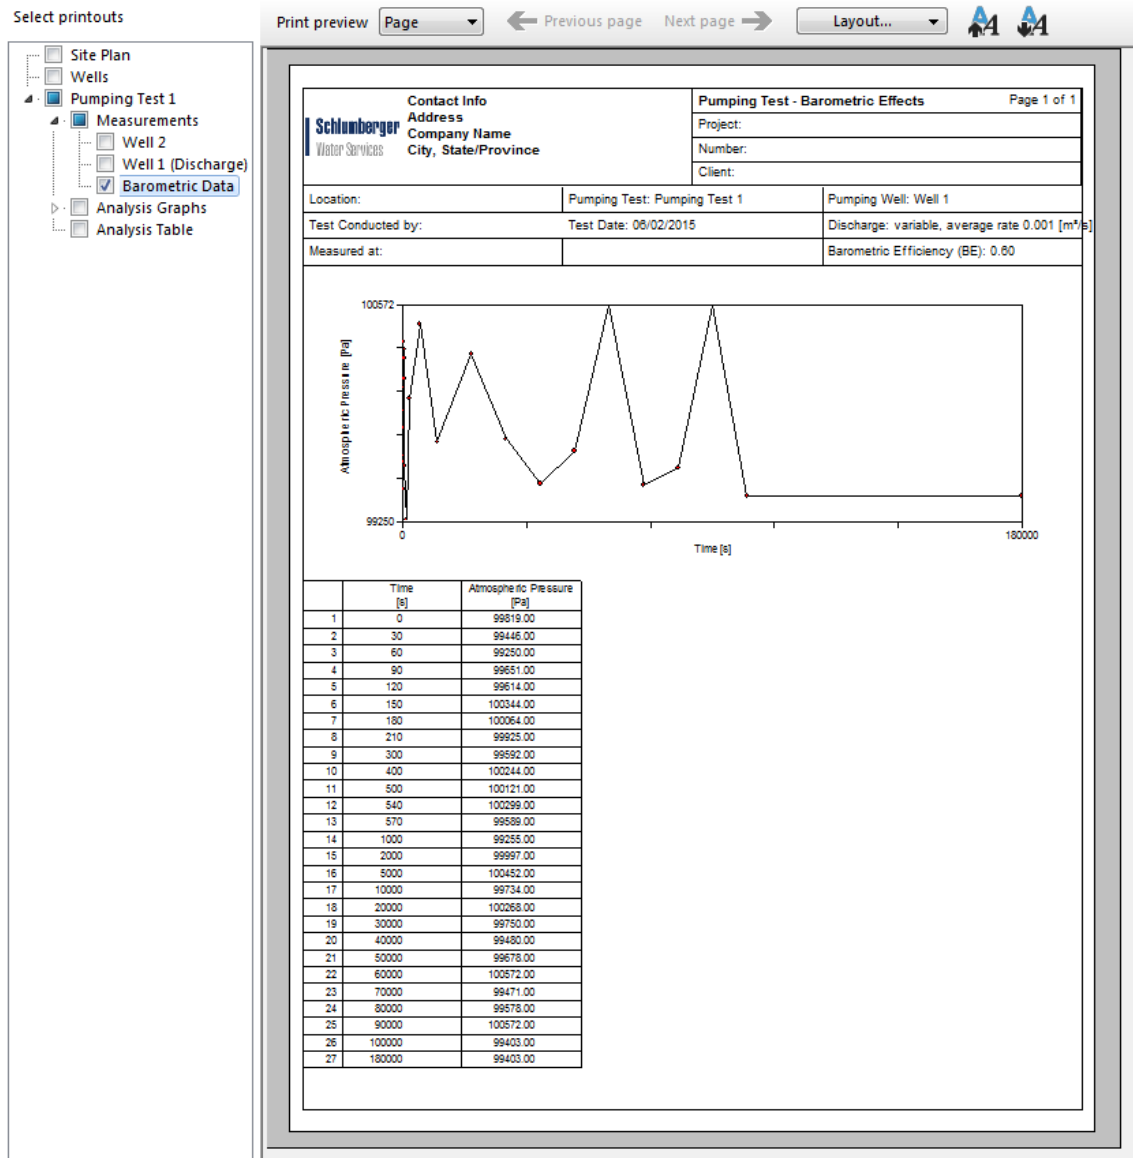 Select printouts
Print preview Page Previous page Next page Layout...
Site Plan
Wells
Pumping Test 1
Measurements
Well 2
Well 1 (Discharge)
Barometric Data
Analysis Graphs
Analysis Table
Schlumberger
Water Services
Contact Info
Address
Company Name
City, State/Province
Pumping Test - Barometric Effects Page 1 of 1
Project:
Number:
Client:
Location: Pumping Test: Pumping Test 1 Pumping Well: Well 1
Test Conducted by: Test Date: 06/02/2015 Discharge: variable, average rate 0.001 [m³/s]
Measured at: Barometric Efficiency (BE): 0.60
100572
Atmospheric Pressure [Pa]
99250
0 180000
Time [s]
Time Atmospheric Pressure
[s] [Pa]
1 0 99819.00
2 30 99446.00
3 60 99250.00
4 90 99651.00
5 120 99614.00
6 150 100344.00
7 180 100064.00
8 210 99925.00
9 300 99592.00
10 400 100244.00
11 500 100121.00
12 540 100299.00
13 570 99589.00
14 1000 99255.00
15 2000 99997.00
16 5000 100452.00
17 10000 99734.00
18 20000 100268.00
19 30000 99750.00
20 40000 99480.00
21 50000 99678.00
22 60000 100572.00
23 70000 99471.00
24 80000 99578.00
25 90000 100572.00
26 100000 99403.00
27 180000 99403.00